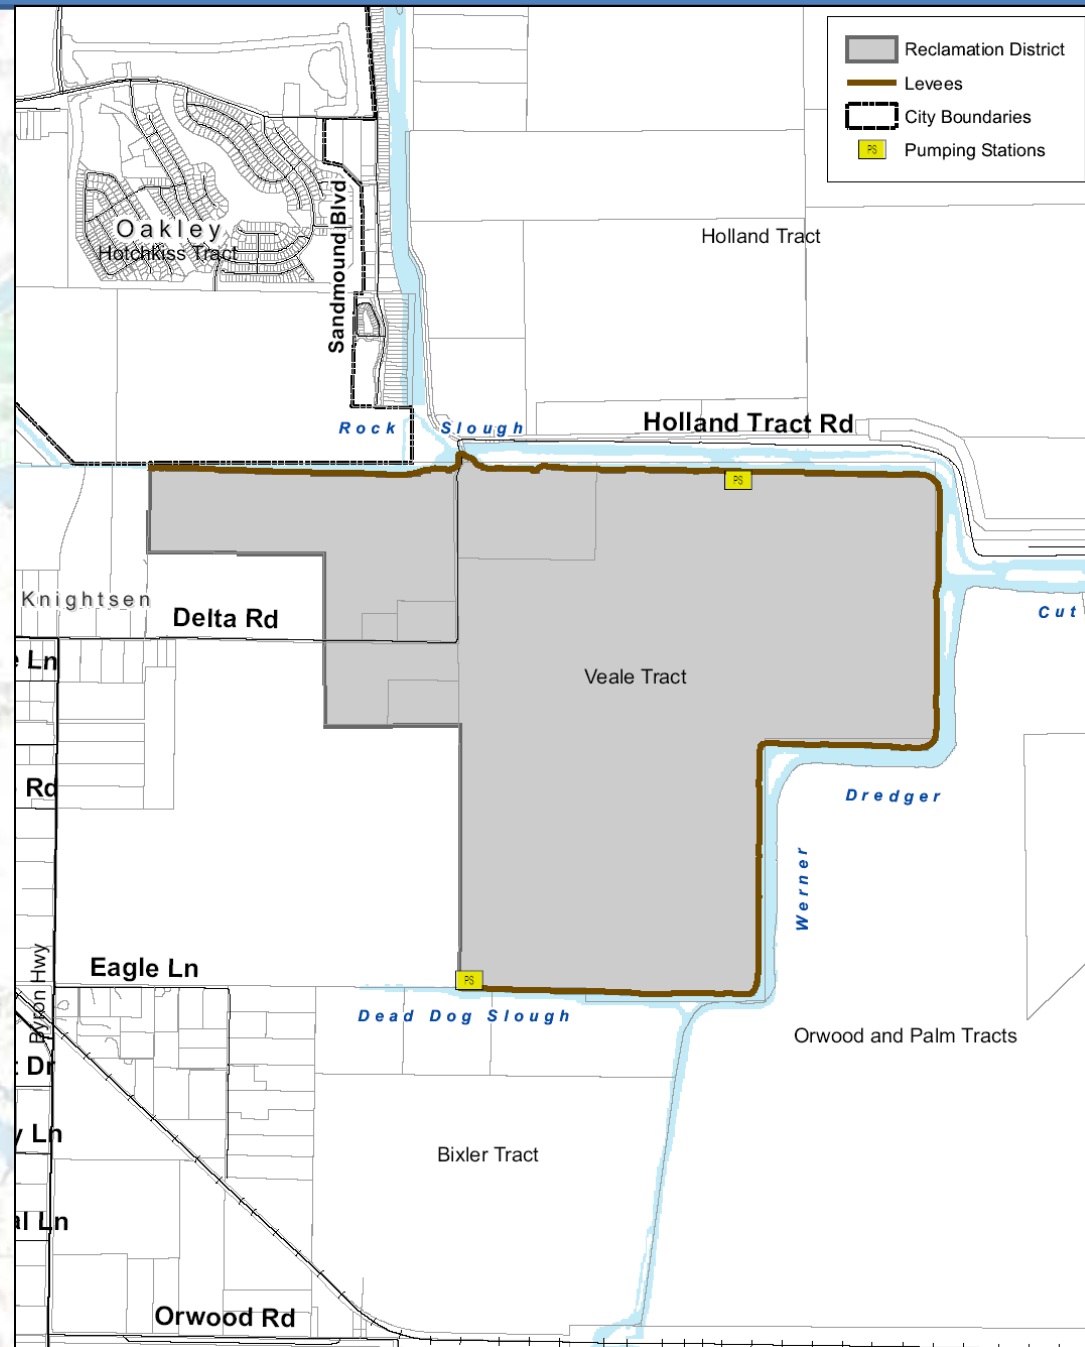 Reclamation District
Levees
City Boundaries
PS
Pumping Stations
Oakley
Hotchkiss Tract
Sandmound Blvd
Holland Tract
Rock Slough
Holland Tract Rd
PS
Knightsen
Delta Rd
Cut
Ln
Veale Tract
Rd
Dredger
Werner
Byron Hwy
Eagle Ln
PS
Dead Dog Slough
Orwood and Palm Tracts
Dr
y Ln
Bixler Tract
al Ln
Orwood Rd